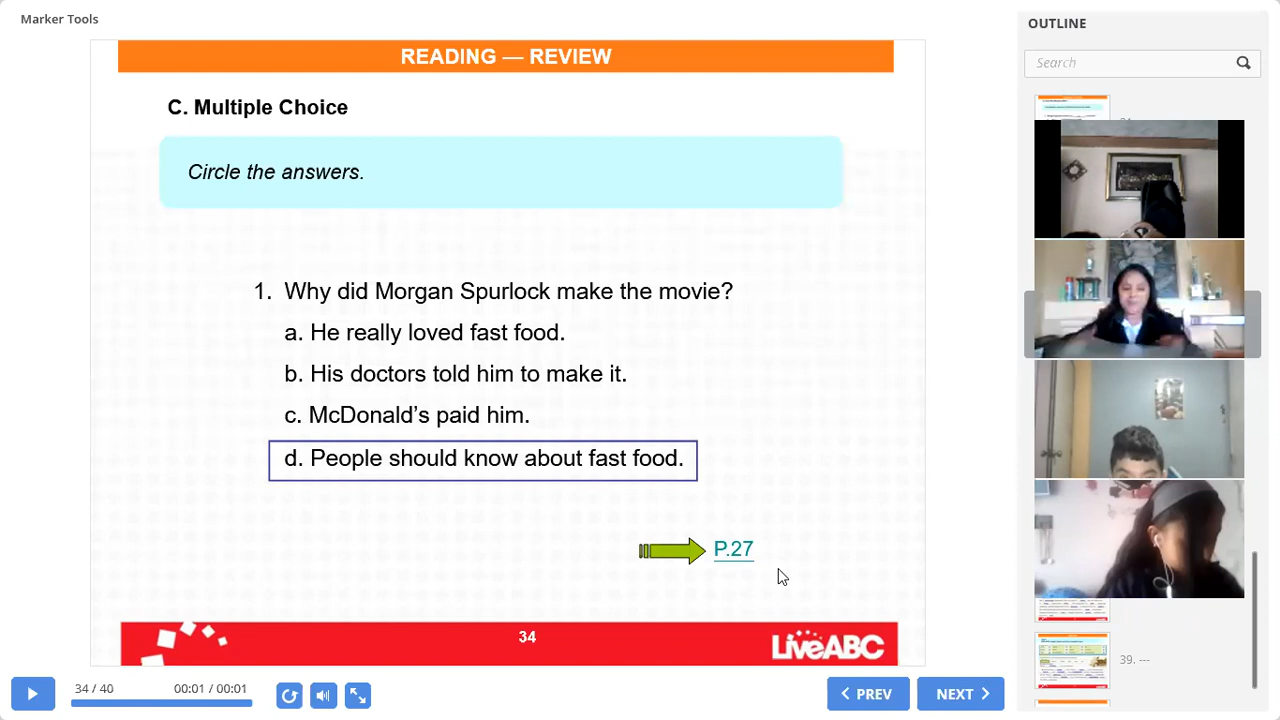 Marker Tools
OUTLINE
Search
READING — REVIEW
C. Multiple Choice
Circle the answers.
1. Why did Morgan Spurlock make the movie?
a. He really loved fast food.
b. His doctors told him to make it.
c. McDonald's paid him.
d. People should know about fast food.
P.27
34
LiveABC
39. ---
34 / 40
00:01 / 00:01
PREV
NEXT